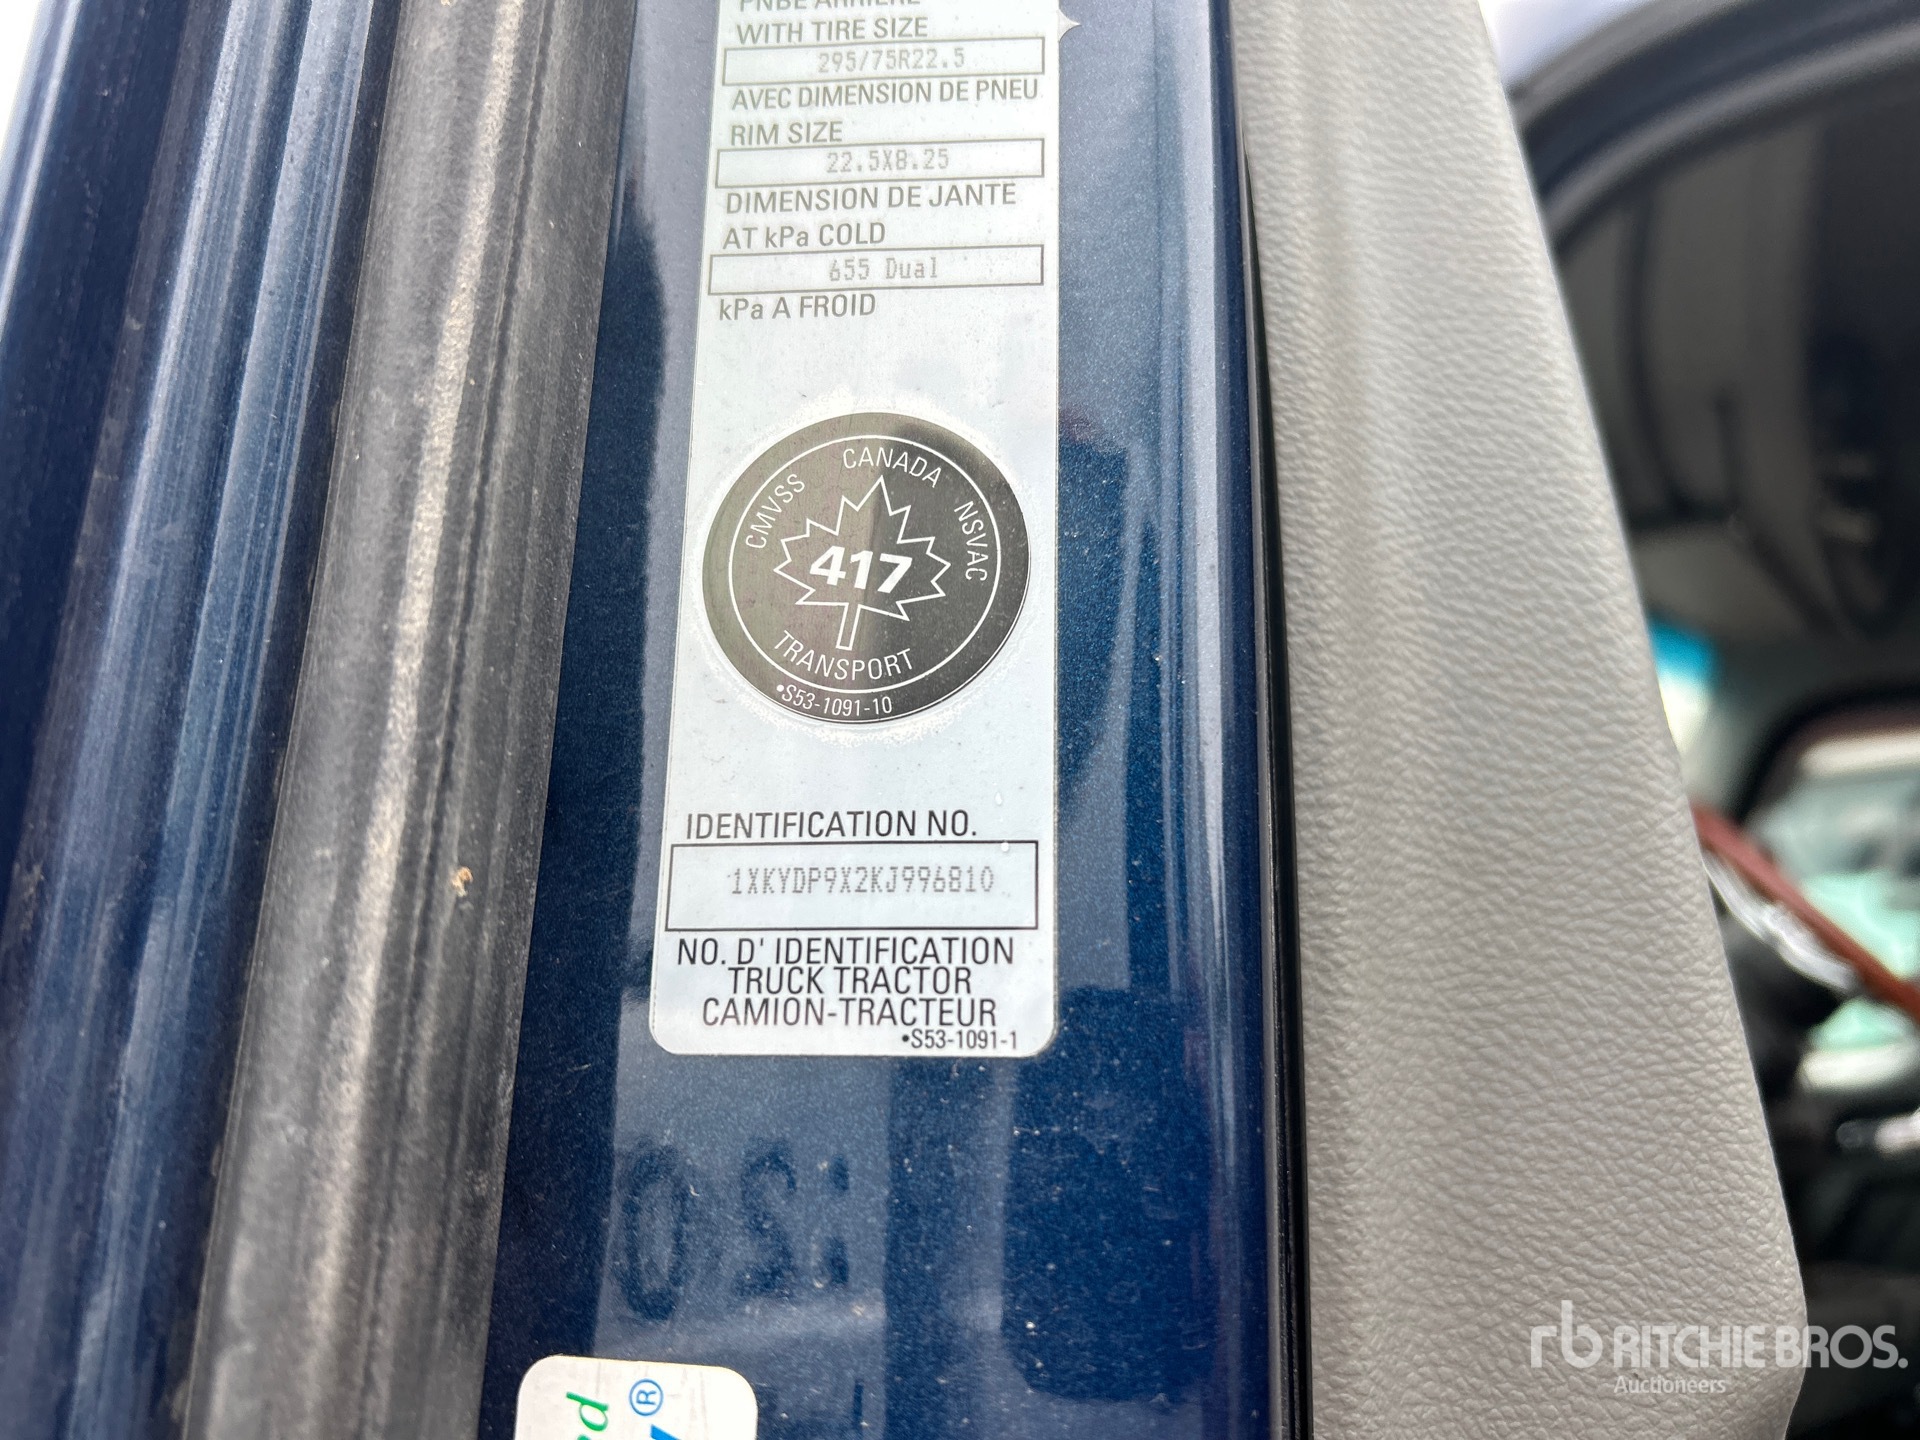 PNBE ARRIERE
WITH TIRE SIZE
295/75R22.5
AVEC DIMENSION DE PNEU
RIM SIZE
22.5X8.25
DIMENSION DE JANTE
AT kPa COLD
655 Dual
kPa A FROID
CMVSS CANADA NSVAC
417
TRANSPORT
•S53-1091-10
IDENTIFICATION NO.
1XKYDP9X2KJ996810
NO. D' IDENTIFICATION
TRUCK TRACTOR
CAMION-TRACTEUR
•S53-1091-1
rb RITCHIE BROS.
Auctioneers